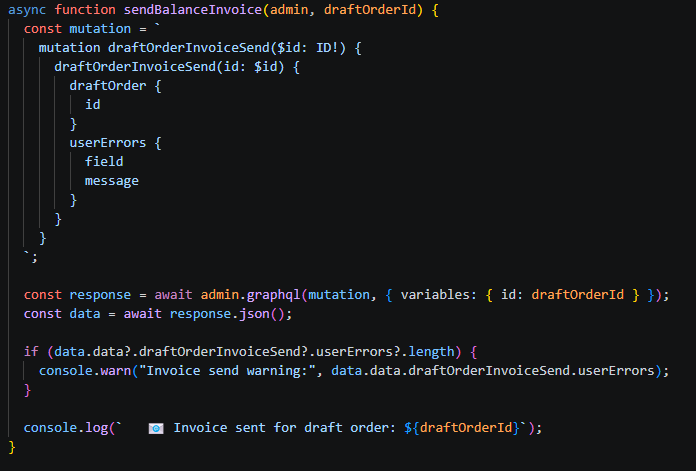 async function sendBalanceInvoice(admin, draftOrderId) {
  const mutation = `
    mutation draftOrderInvoiceSend($id: ID!) {
      draftOrderInvoiceSend(id: $id) {
        draftOrder {
          id
        }
        userErrors {
          field
          message
        }
      }
    }
  `;

  const response = await admin.graphql(mutation, { variables: { id: draftOrderId } });
  const data = await response.json();

  if (data.data?.draftOrderInvoiceSend?.userErrors?.length) {
    console.warn("Invoice send warning:", data.data.draftOrderInvoiceSend.userErrors);
  }

  console.log(`   📧 Invoice sent for draft order: ${draftOrderId}`);
}